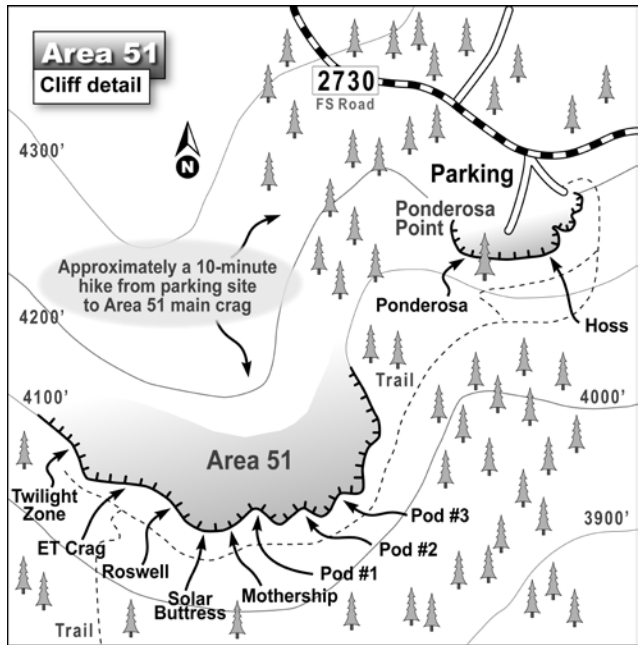 Area 51
Cliff detail
2730
FS Road
4300'
N
Parking
Ponderosa
Point
Approximately a 10-minute
hike from parking site
to Area 51 main crag
Ponderosa
Hoss
4200'
Trail
4100'
4000'
Area 51
Twilight
Zone
ET Crag
Roswell
Solar
Buttress
Mothership
Pod #1
Pod #2
Pod #3
3900'
Trail